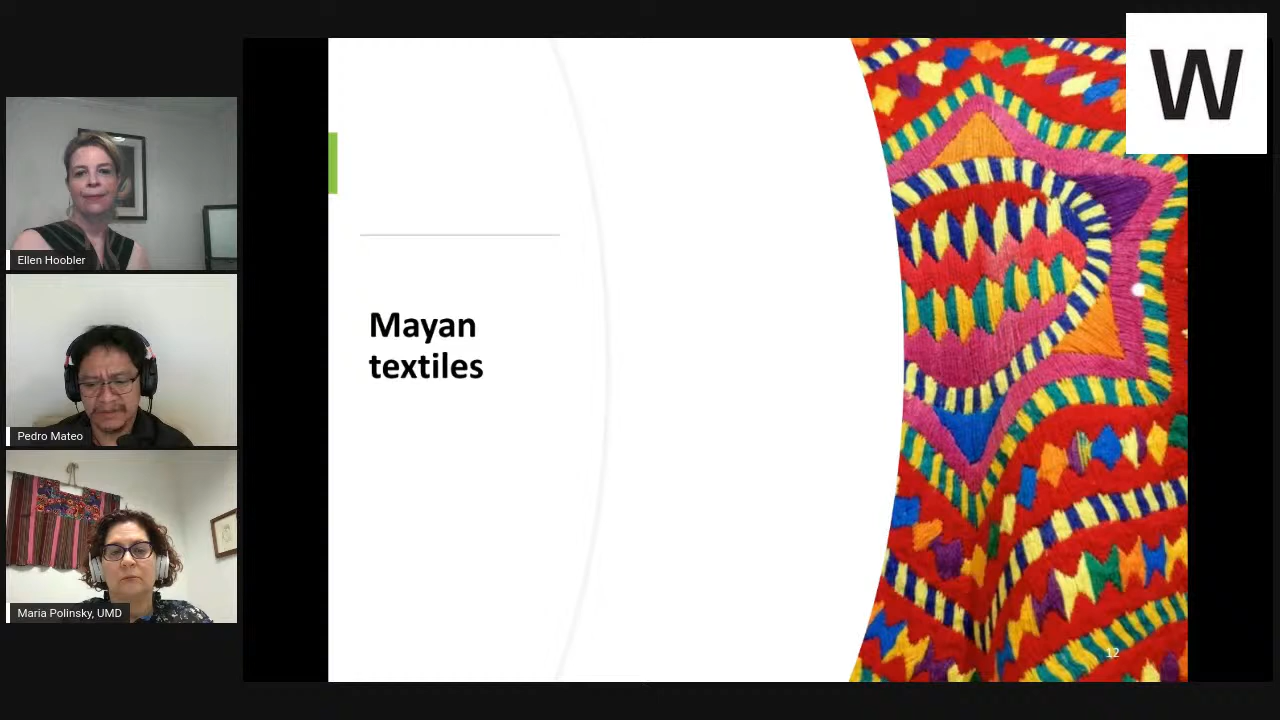 W
Ellen Hoobler
Pedro Mateo
Maria Polinsky, UMD
Mayan
textiles
12